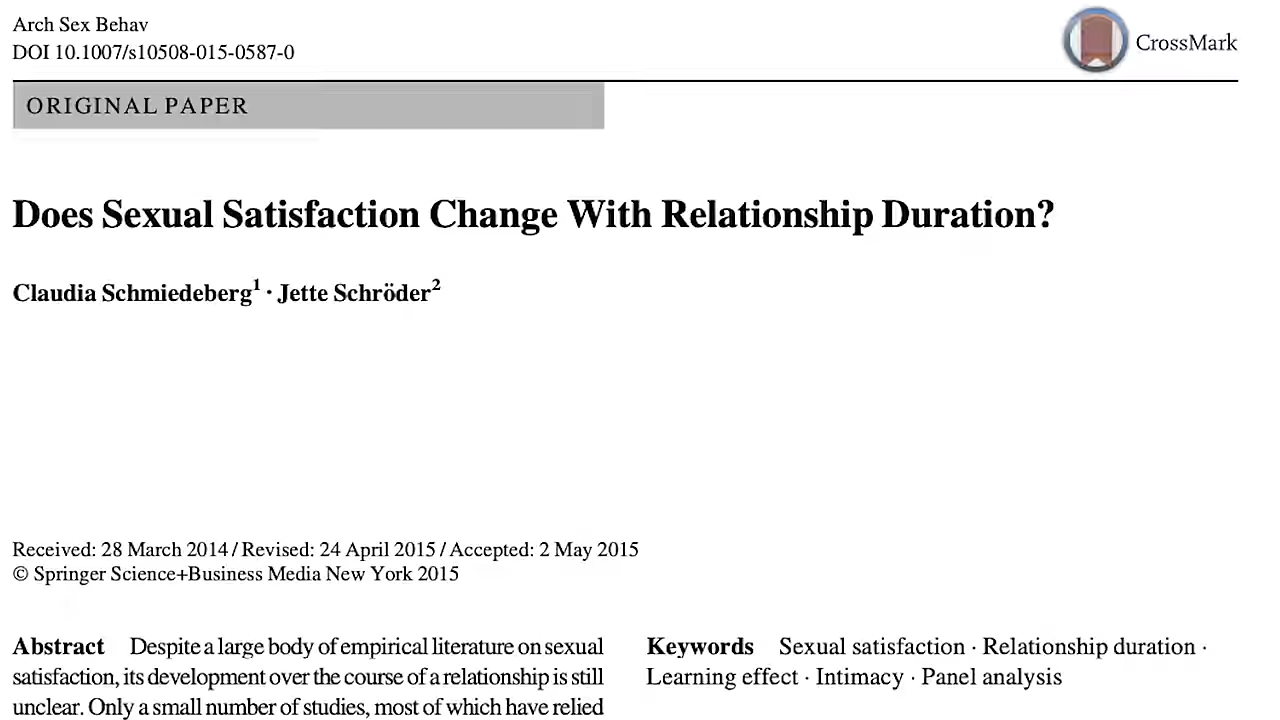 Arch Sex Behav
DOI 10.1007/s10508-015-0587-0
CrossMark
ORIGINAL PAPER
Does Sexual Satisfaction Change With Relationship Duration?
Claudia Schmiedeberg1 · Jette Schröder2
Received: 28 March 2014 / Revised: 24 April 2015 / Accepted: 2 May 2015
© Springer Science+Business Media New York 2015
Abstract Despite a large body of empirical literature on sexual
satisfaction, its development over the course of a relationship is still
unclear. Only a small number of studies, most of which have relied
Keywords Sexual satisfaction · Relationship duration ·
Learning effect · Intimacy · Panel analysis